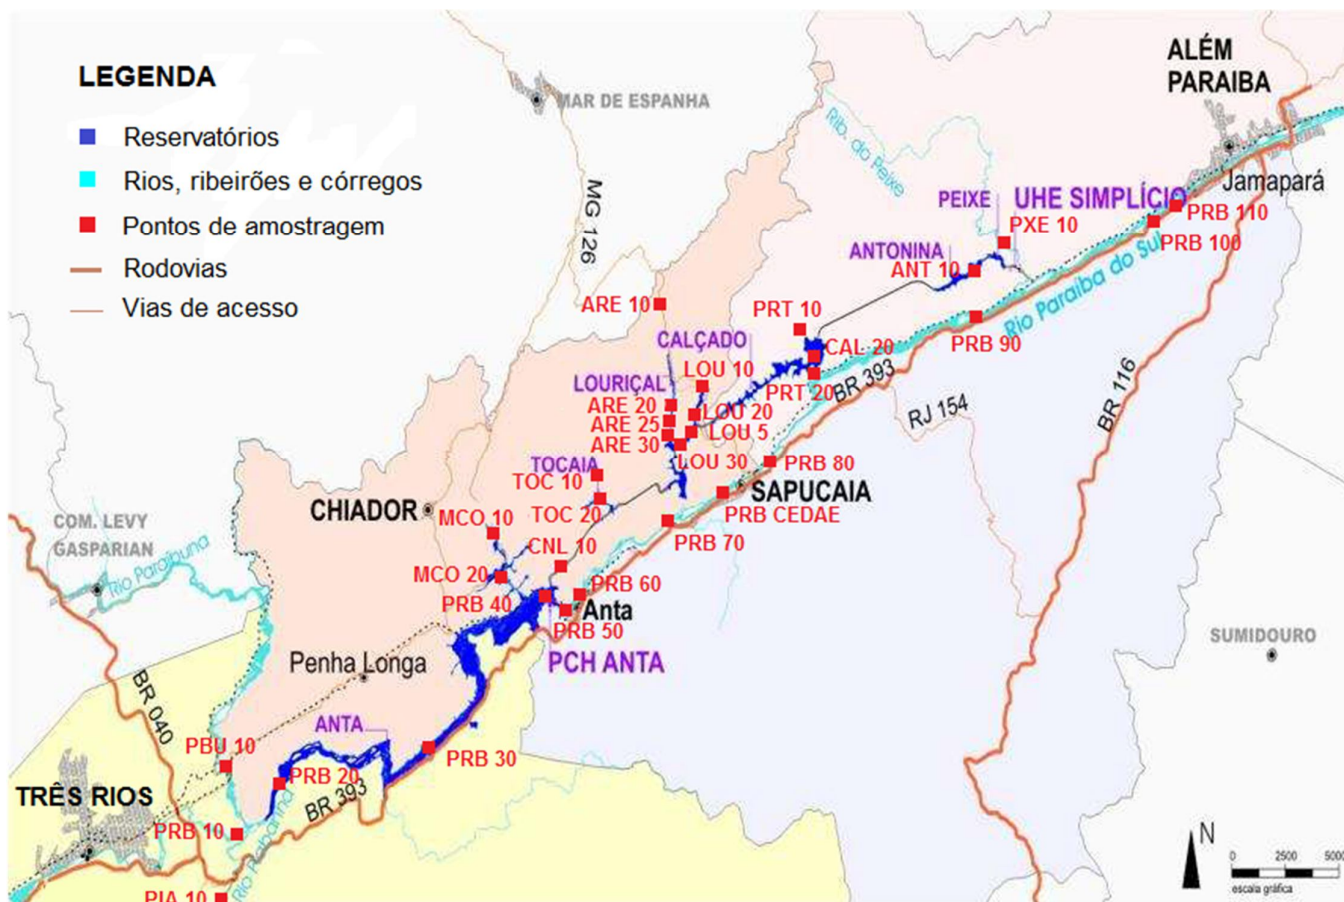 LEGENDA
Reservatórios
Rios, ribeirões e córregos
Pontos de amostragem
Rodovias
Vias de acesso
MAR DE ESPANHA
ALÉM
PARAIBA
Jamapará
Rib. do Peixe
MG 126
PEIXE
UHE SIMPLÍCIO
PRB 110
PXE 10
PRB 100
ANTONINA
ANT 10
Rio Paraiba do Sul
ARE 10
PRT 10
PRB 90
CALÇADO
CAL 20
LOU 10
LOURIÇAL
PRT 20
BR 393
BR 116
ARE 20
LOU 20
RJ 154
ARE 25
LOU 5
ARE 30
LOU 30
PRB 80
TOCAIA
TOC 10
SAPUCAIA
CHIADOR
TOC 20
PRB CEDAE
MCO 10
COM. LEVY
GASPARIAN
Rio Paraibuna
PRB 70
CNL 10
MCO 20
PRB 60
PRB 40
Anta
PRB 50
SUMIDOURO
Penha Longa
PCH ANTA
BR 040
ANTA
PBU 10
PRB 30
PRB 20
TRÊS RIOS
BR 393
PRB 10
PIA 10
N
0 2500 5000
escala gráfica